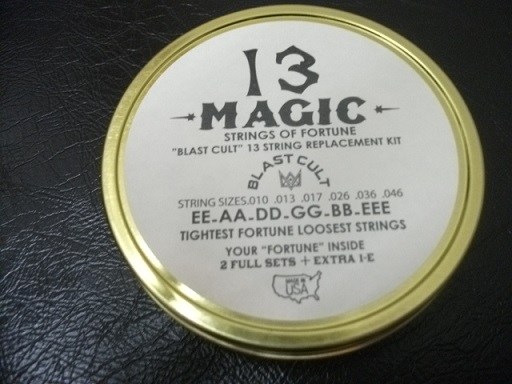 13
MAGIC
STRINGS OF FORTUNE
"BLAST CULT" 13 STRING REPLACEMENT KIT
BLAST CULT
STRING SIZES.010 .013 .017 .026 .036 .046
EE-AA-DD-GG-BB-EEE
TIGHTEST FORTUNE LOOSEST STRINGS
YOUR "FORTUNE" INSIDE
2 FULL SETS + EXTRA 1-E
MADE IN
USA